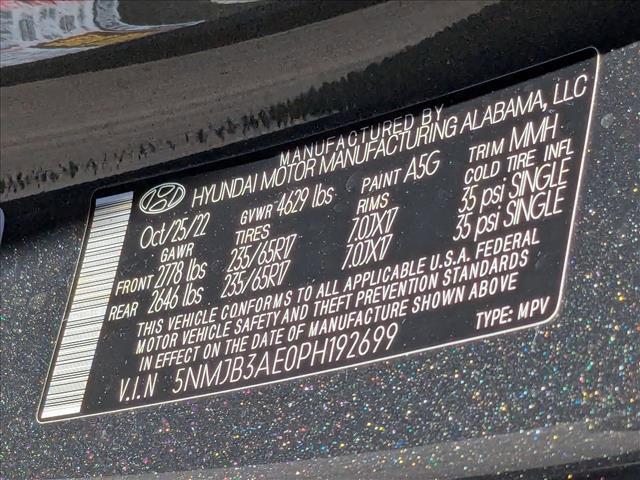 MANUFACTURED BY
HYUNDAI MOTOR MANUFACTURING ALABAMA, LLC
Oct/25/22 GVWR 4629 lbs PAINT A5G TRIM MMH
GAWR TIRES RIMS COLD TIRE INFL
FRONT 2778 lbs 235/65R17 7.0JX17 35 psi SINGLE
REAR 2646 lbs 235/65R17 7.0JX17 35 psi SINGLE
THIS VEHICLE CONFORMS TO ALL APPLICABLE U.S.A. FEDERAL
MOTOR VEHICLE SAFETY AND THEFT PREVENTION STANDARDS
IN EFFECT ON THE DATE OF MANUFACTURE SHOWN ABOVE
V.I.N 5NMJB3AE0PH192699 TYPE: MPV